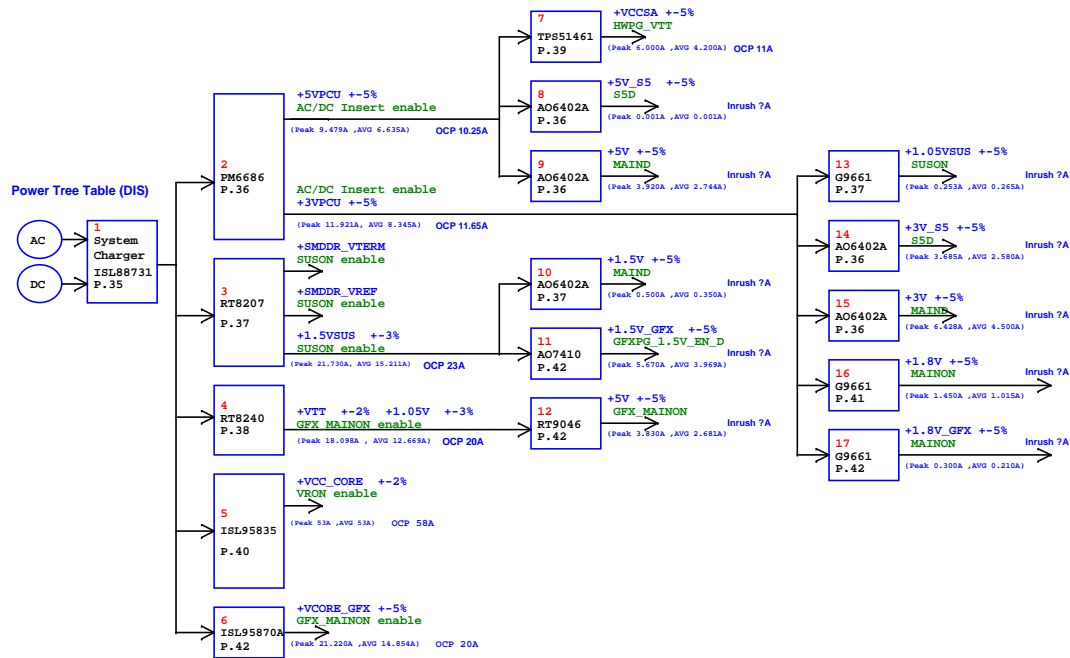 Power Tree Table (DIS)
AC
DC
1
System
Charger
ISL88731
P.35
2
PM6686
P.36
+5VPCU +-5%
AC/DC Insert enable
(Peak 9.479A ,AVG 6.635A) OCP 10.25A
AC/DC Insert enable
+3VPCU +-5%
(Peak 11.921A, AVG 8.345A) OCP 11.65A
3
RT8207
P.37
+SMDDR_VTERM
SUSON enable
+SMDDR_VREF
SUSON enable
+1.5VSUS +-3%
SUSON enable
(Peak 21.730A, AVG 15.211A) OCP 23A
4
RT8240
P.38
+VTT +-2% +1.05V +-3%
GFX_MAINON enable
(Peak 18.098A , AVG 12.669A) OCP 20A
5
ISL95835
P.40
+VCC_CORE +-2%
VRON enable
(Peak 53A ,AVG 53A) OCP 58A
6
ISL95870A
P.42
+VCORE_GFX +-5%
GFX_MAINON enable
(Peak 21.220A ,AVG 14.854A) OCP 20A
7
TPS51461
P.39
+VCCSA +-5%
HWPG_VTT
(Peak 6.000A ,AVG 4.200A) OCP 11A
8
AO6402A
P.36
+5V_S5 +-5%
S5D
(Peak 0.001A ,AVG 0.001A)
Inrush ?A
9
AO6402A
P.36
+5V +-5%
MAIND
(Peak 3.920A ,AVG 2.744A)
Inrush ?A
10
AO6402A
P.37
+1.5V +-5%
MAIND
(Peak 0.500A ,AVG 0.350A)
Inrush ?A
11
AO7410
P.42
+1.5V_GFX +-5%
GFXPG_1.5V_EN_D
(Peak 5.670A ,AVG 3.969A)
Inrush ?A
12
RT9046
P.42
+5V +-5%
GFX_MAINON
(Peak 3.830A ,AVG 2.681A)
Inrush ?A
13
G9661
P.37
+1.05VSUS +-5%
SUSON
(Peak 0.253A ,AVG 0.265A)
Inrush ?A
14
AO6402A
P.36
+3V_S5 +-5%
S5D
(Peak 3.685A ,AVG 2.580A)
Inrush ?A
15
AO6402A
P.36
+3V +-5%
MAIND
(Peak 6.428A ,AVG 4.500A)
Inrush ?A
16
G9661
P.41
+1.8V +-5%
MAINON
(Peak 1.450A ,AVG 1.015A)
Inrush ?A
17
G9661
P.42
+1.8V_GFX +-5%
MAINON
(Peak 0.300A ,AVG 0.210A)
Inrush ?A